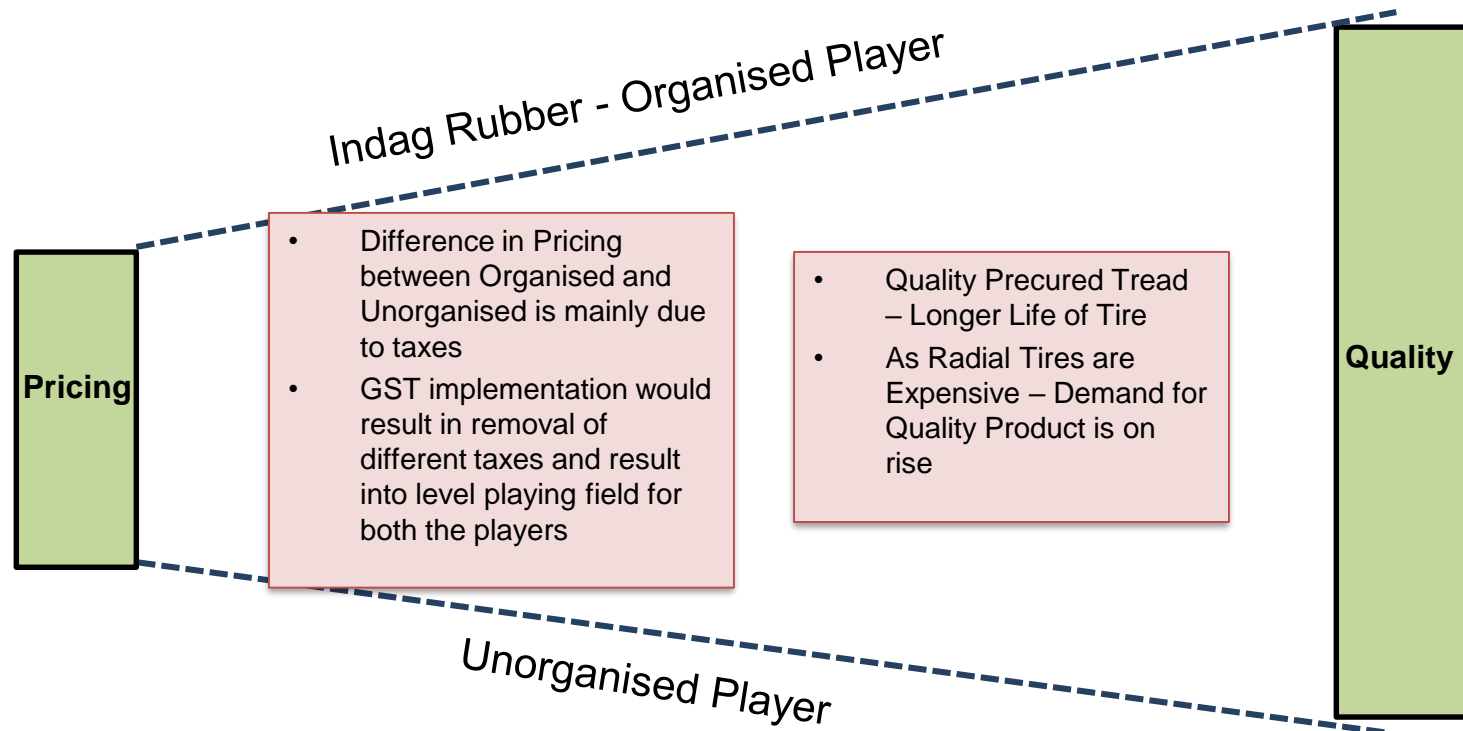 Indag Rubber - Organised Player
Pricing
• Difference in Pricing
between Organised and
Unorganised is mainly due
to taxes
• GST implementation would
result in removal of
different taxes and result
into level playing field for
both the players
• Quality Precured Tread
– Longer Life of Tire
• As Radial Tires are
Expensive – Demand for
Quality Product is on
rise
Quality
Unorganised Player